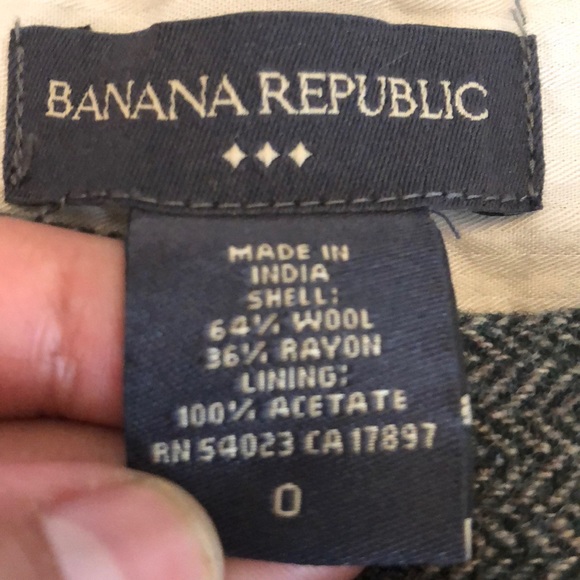 BANANA REPUBLIC
MADE IN
INDIA
SHELL:
64% WOOL
36% RAYON
LINING:
100% ACETATE
RN 54023 CA 17897
0